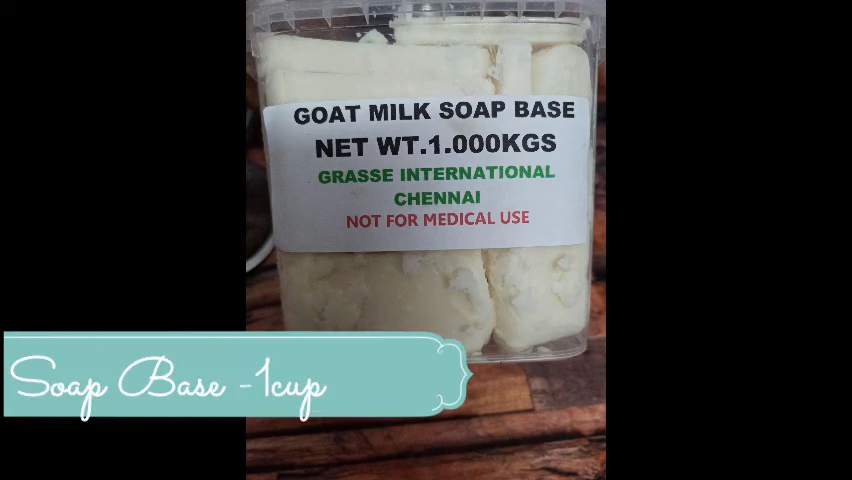 GOAT MILK SOAP BASE
NET WT.1.000KGS
GRASSE INTERNATIONAL
CHENNAI
NOT FOR MEDICAL USE
Soap Base -1cup